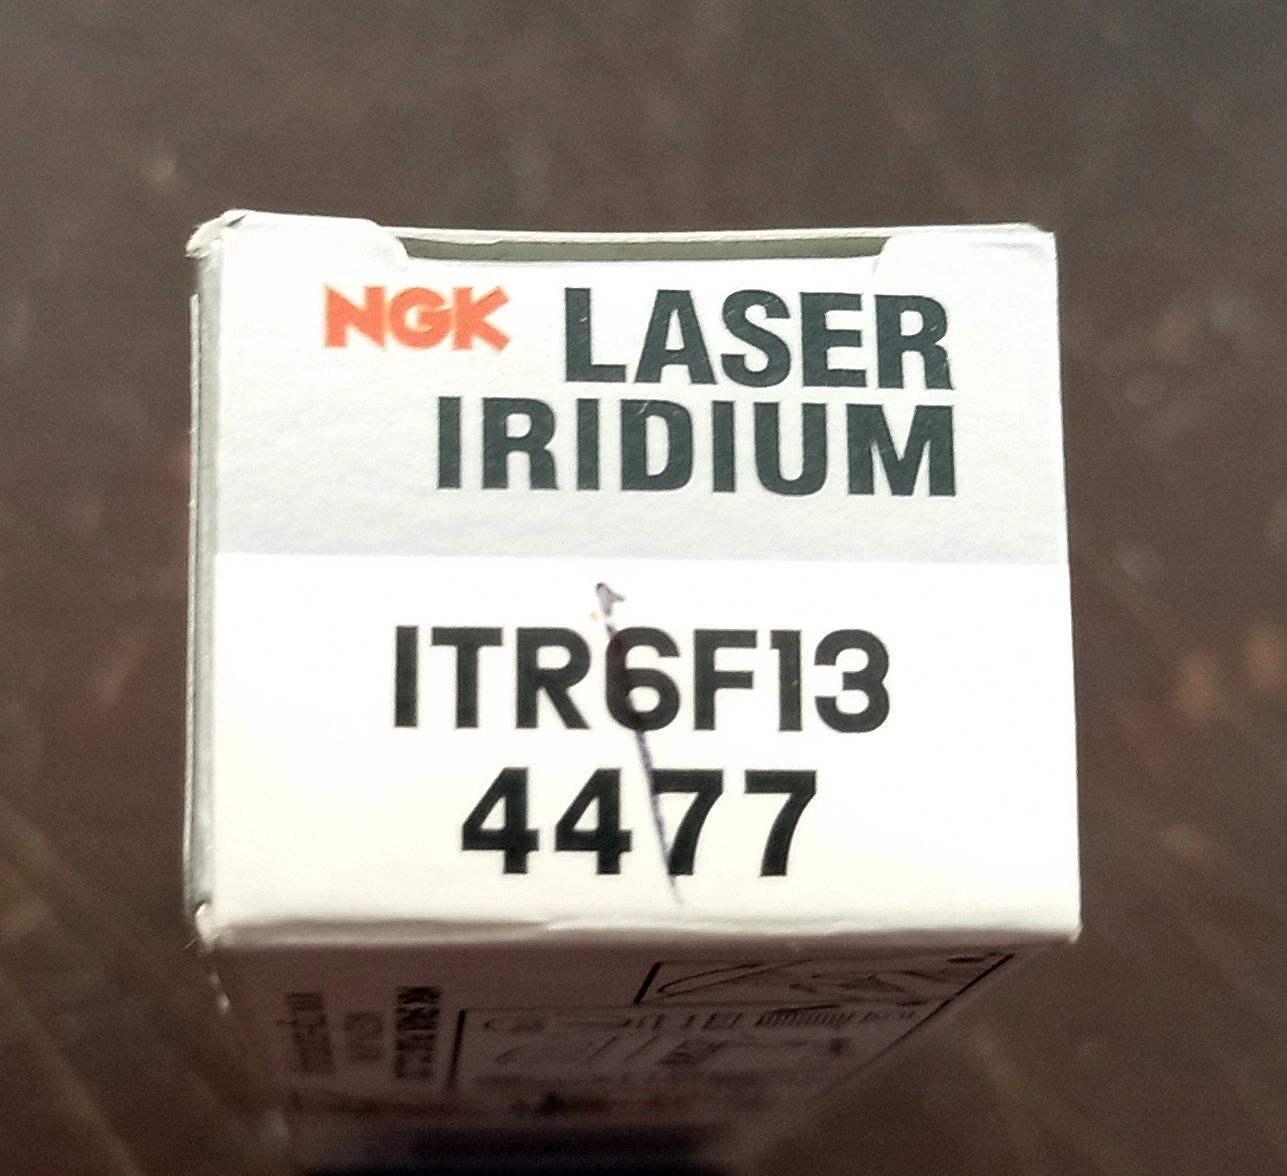 NGK LASER
IRIDIUM
ITR6F13
4477